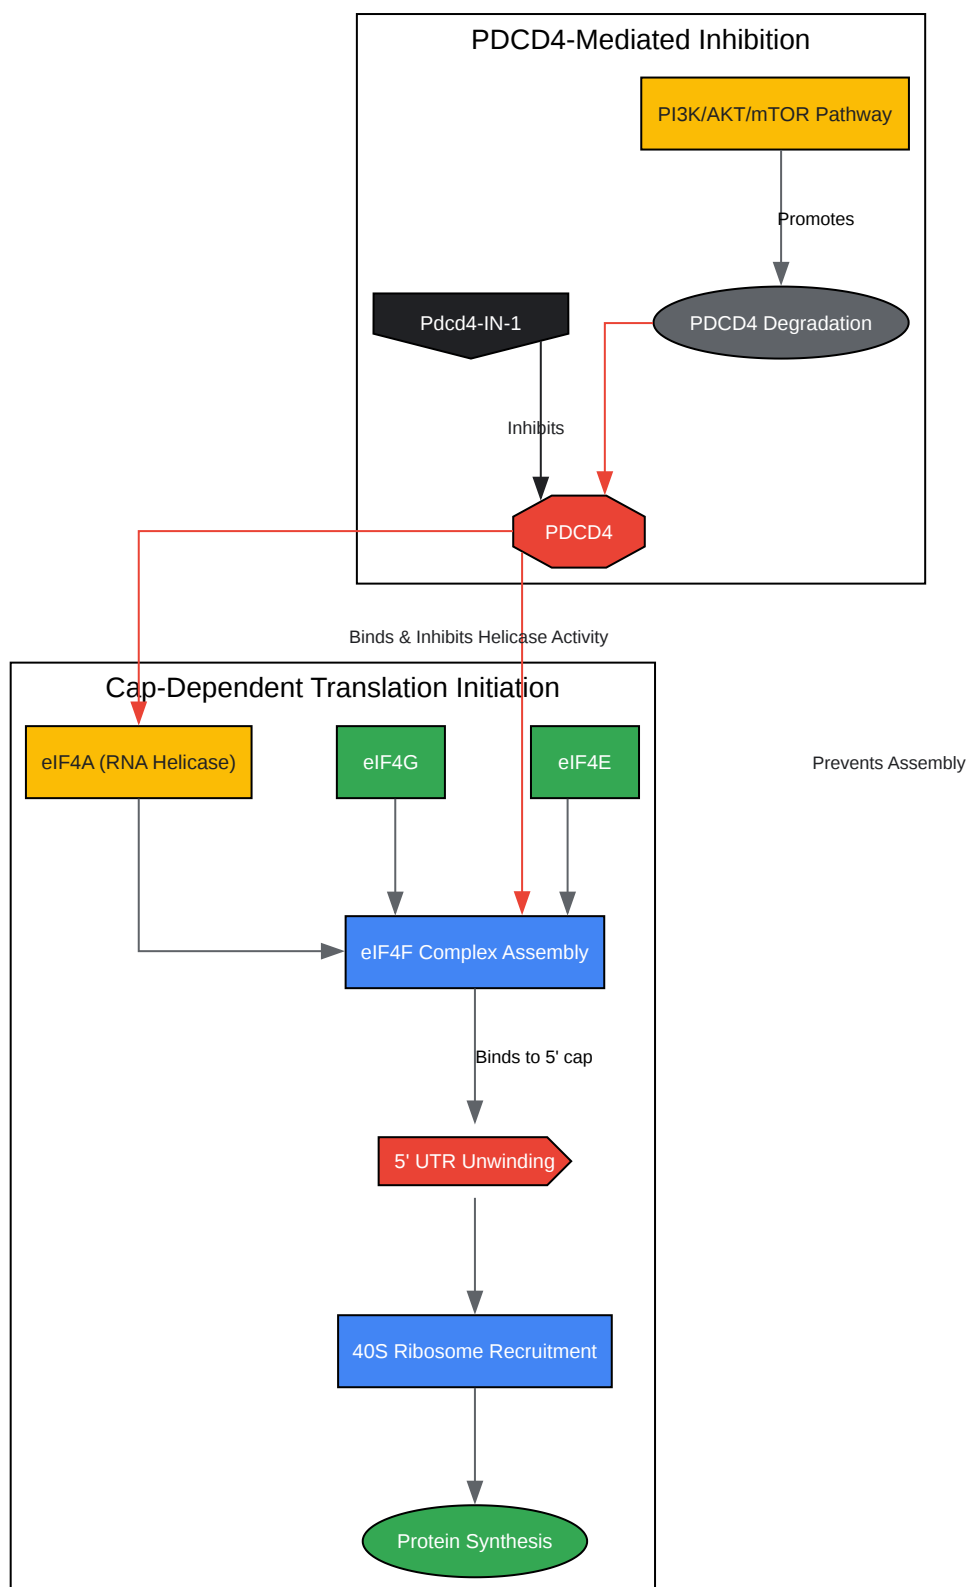 PDCD4-Mediated Inhibition
PI3K/AKT/mTOR Pathway
Promotes
Pdcd4-IN-1
PDCD4 Degradation
Inhibits
PDCD4
Binds & Inhibits Helicase Activity
Cap-Dependent Translation Initiation
eIF4A (RNA Helicase)
eIF4G
eIF4E
Prevents Assembly
eIF4F Complex Assembly
Binds to 5' cap
5' UTR Unwinding
40S Ribosome Recruitment
Protein Synthesis